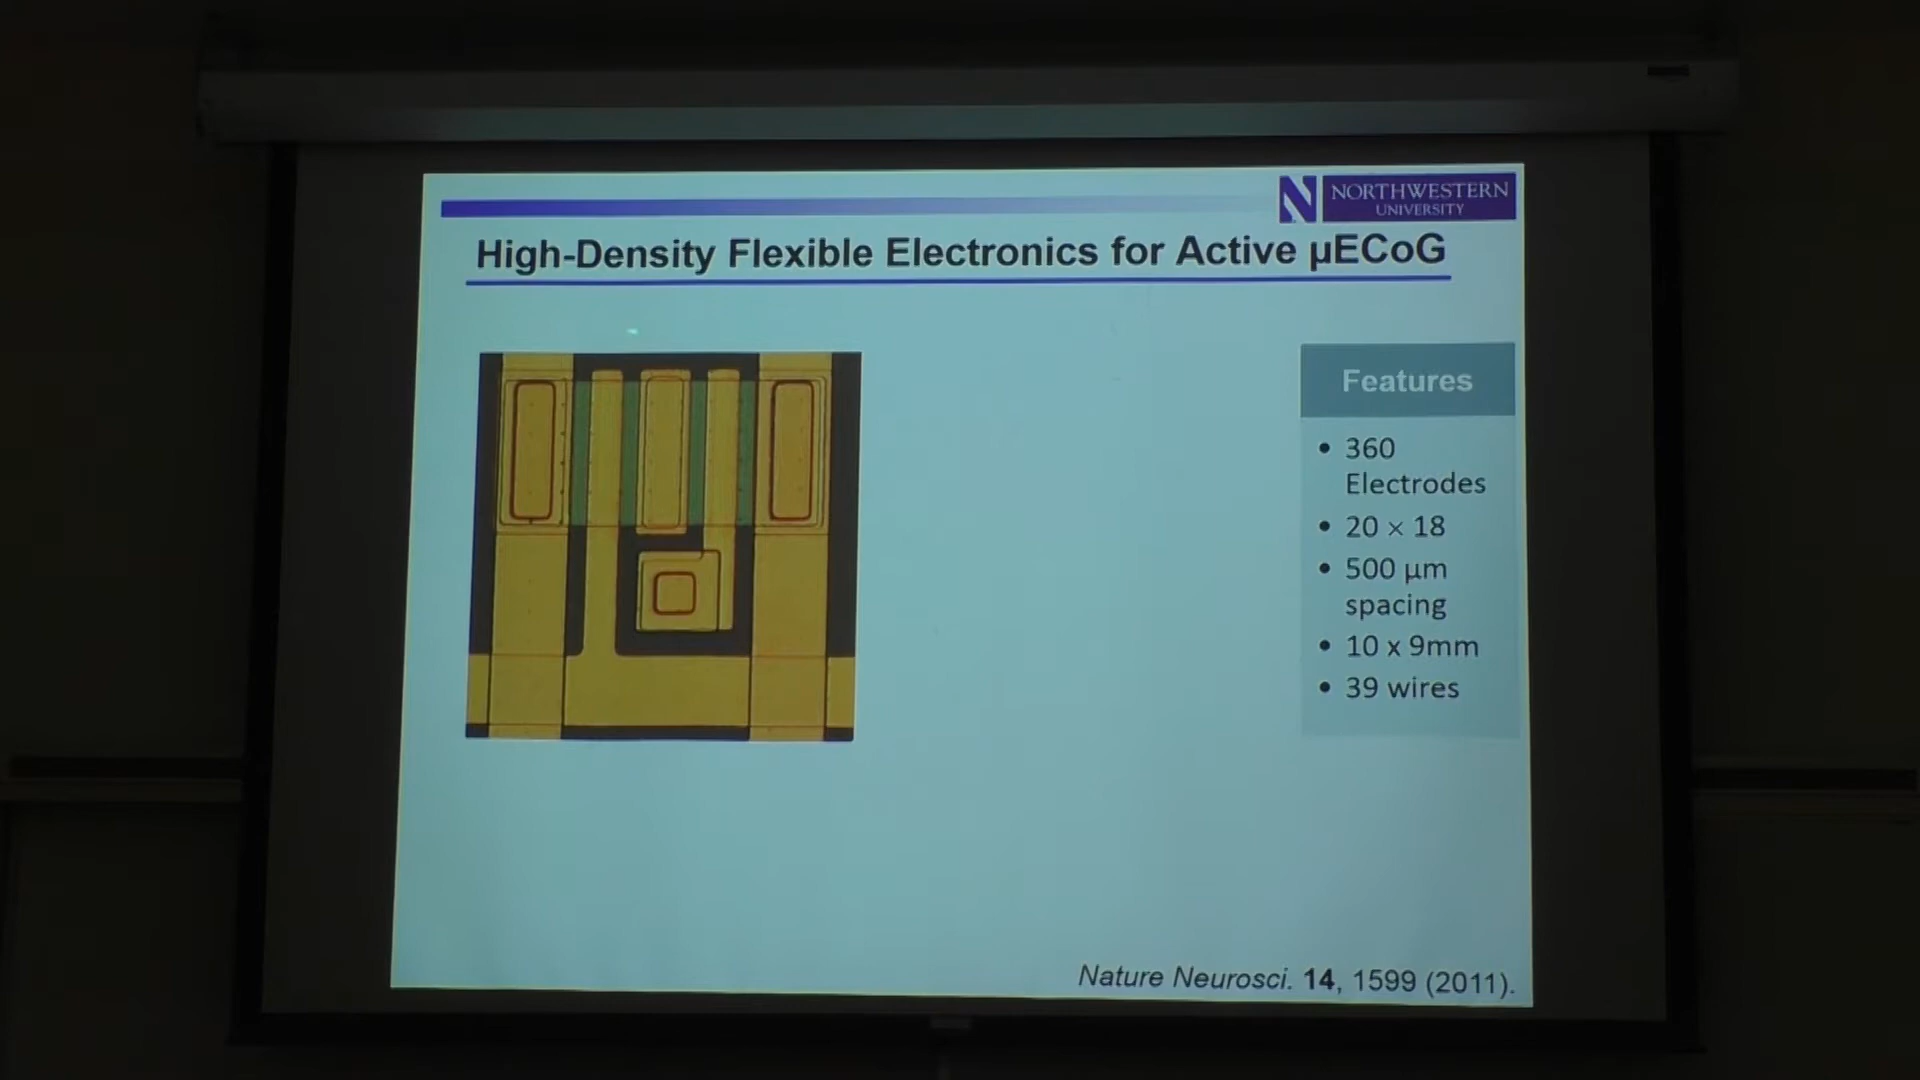 NORTHWESTERN
UNIVERSITY
High-Density Flexible Electronics for Active µECoG
Features
• 360
Electrodes
• 20 × 18
• 500 µm
spacing
• 10 x 9mm
• 39 wires
Nature Neurosci. 14, 1599 (2011).